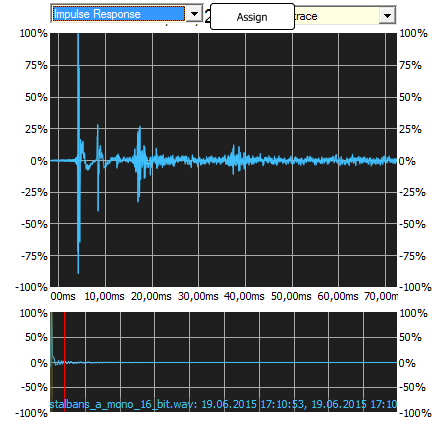 Impulse Response
Assign
trace
100% 100%
75% 75%
50% 50%
25% 25%
0% 0%
-25% -25%
-50% -50%
-75% -75%
-100% -100%
00ms 10,00ms 20,00ms 30,00ms 40,00ms 50,00ms 60,00ms 70,00m
100% 100%
50% 50%
0% 0%
-50% -50%
stalbans_a_mono_16_bit.wav: 19.06.2015 17:10:53, 19.06.2015 17:10
-100% -100%